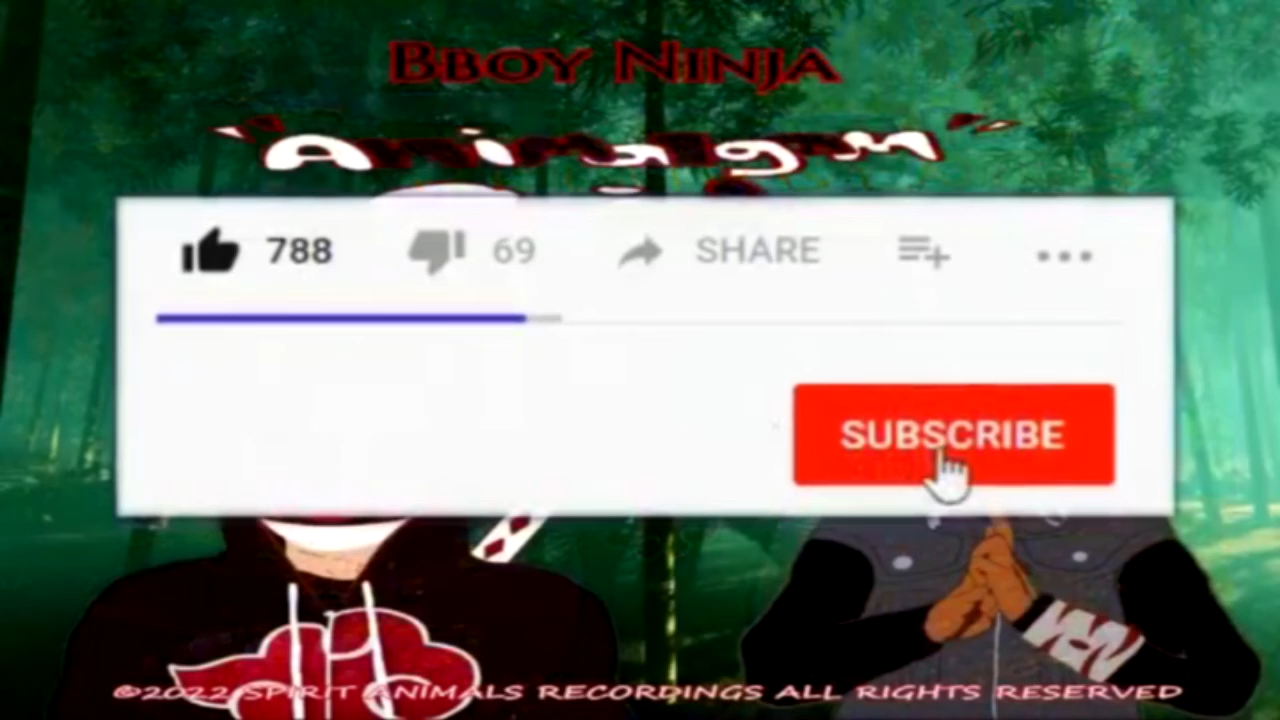 BBOY NINJA
788 69 SHARE
SUBSCRIBE
©2022 SPIRIT ANIMALS RECORDINGS ALL RIGHTS RESERVED